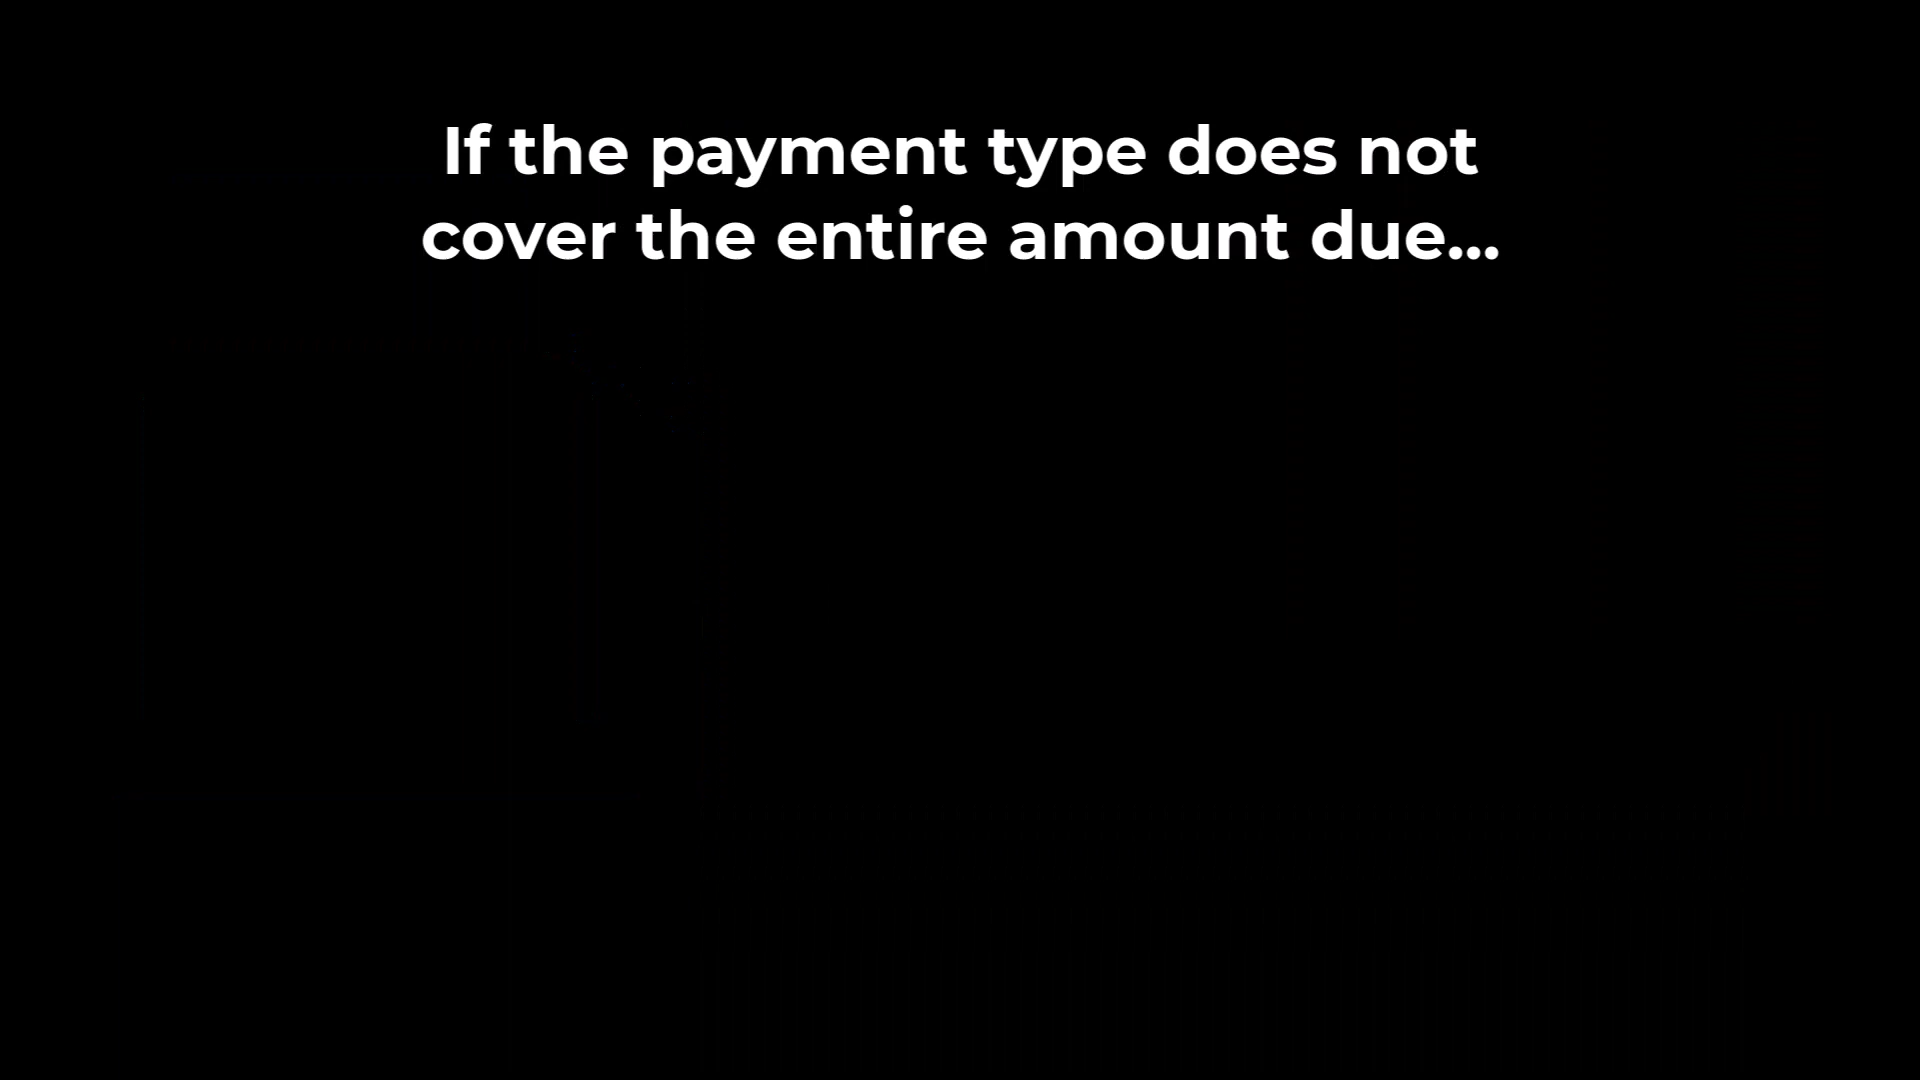 If the payment type does not
cover the entire amount due...